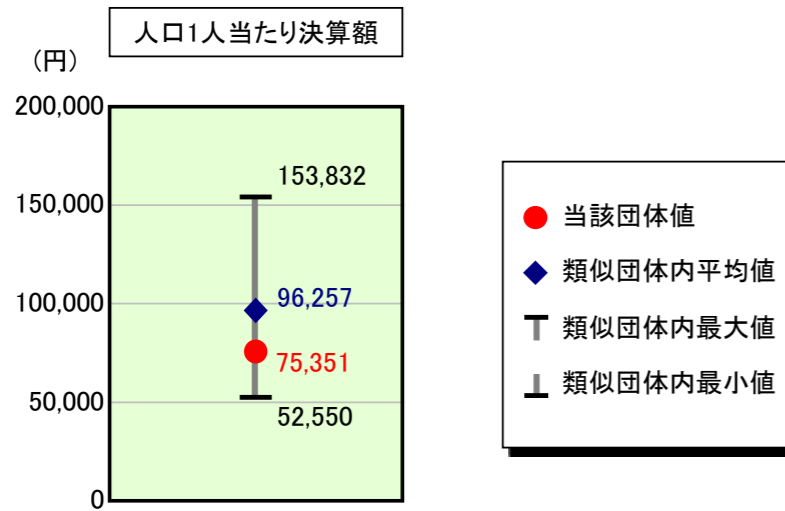 人口1人当たり決算額
(円)
200,000
150,000
100,000
50,000
0
153,832
96,257
75,351
52,550
当該団体値
類似団体内平均値
類似団体内最大値
類似団体内最小値